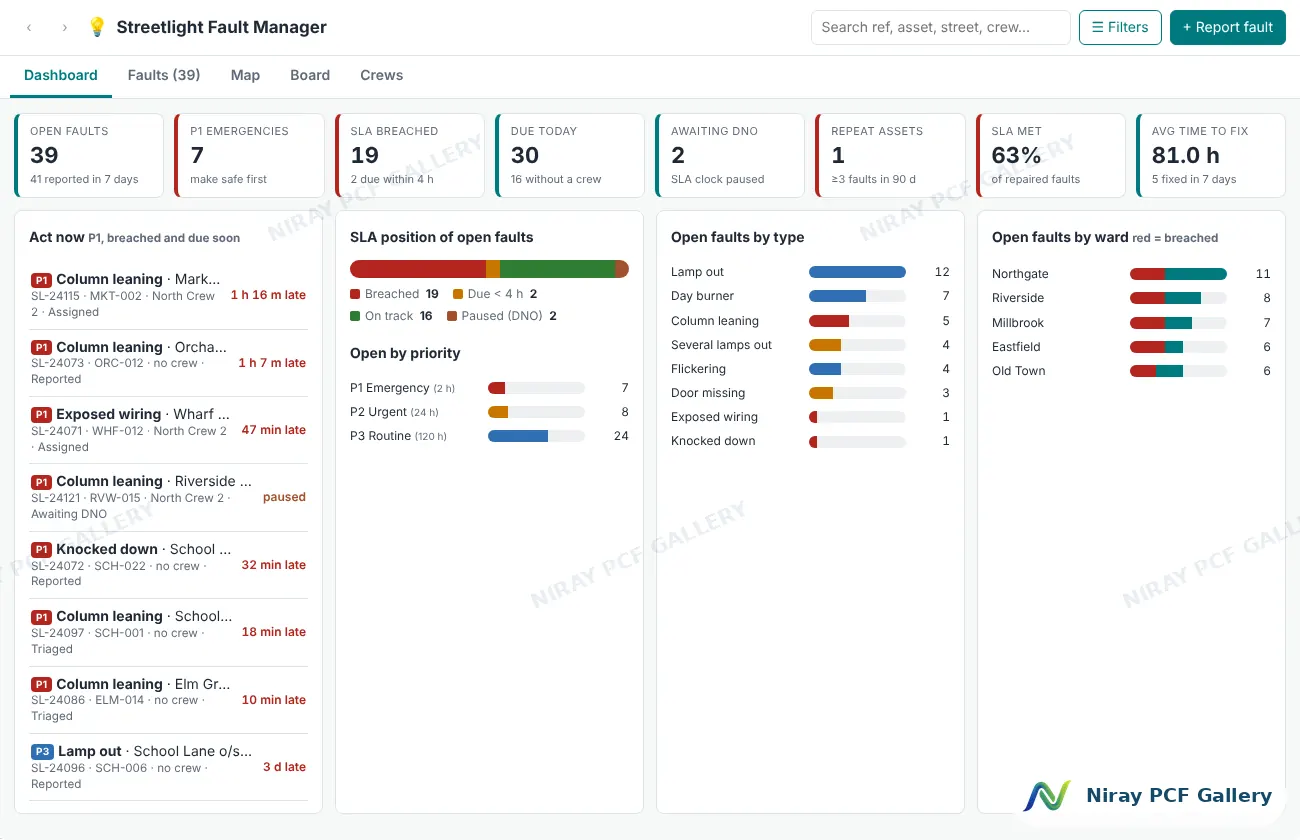 ‹ › 💡 Streetlight Fault Manager
Search ref, asset, street, crew...
☰ Filters
+ Report fault
Dashboard
Faults (39)
Map
Board
Crews
OPEN FAULTS
39
41 reported in 7 days
P1 EMERGENCIES
7
make safe first
SLA BREACHED
19
2 due within 4 h
DUE TODAY
30
16 without a crew
AWAITING DNO
2
SLA clock paused
REPEAT ASSETS
1
≥3 faults in 90 d
SLA MET
63%
of repaired faults
AVG TIME TO FIX
81.0 h
5 fixed in 7 days
Act now P1, breached and due soon
P1 Column leaning · Mark...
SL-24115 · MKT-002 · North Crew
2 · Assigned
1 h 16 m late
P1 Column leaning · Orcha...
SL-24073 · ORC-012 · no crew ·
Reported
1 h 7 m late
P1 Exposed wiring · Wharf ...
SL-24071 · WHF-012 · North Crew 2
· Assigned
47 min late
P1 Column leaning · Riverside ...
SL-24121 · RVW-015 · North Crew 2 ·
Awaiting DNO
paused
P1 Knocked down · School ...
SL-24072 · SCH-022 · no crew ·
Reported
32 min late
P1 Column leaning · School...
SL-24097 · SCH-001 · no crew ·
Triaged
18 min late
P1 Column leaning · Elm Gr...
SL-24086 · ELM-014 · no crew ·
Triaged
10 min late
P3 Lamp out · School Lane o/s...
SL-24096 · SCH-006 · no crew ·
Reported
3 d late
SLA position of open faults
Breached 19 Due < 4 h 2
On track 16 Paused (DNO) 2
Open by priority
P1 Emergency (2 h) 7
P2 Urgent (24 h) 8
P3 Routine (120 h) 24
Open faults by type
Lamp out 12
Day burner 7
Column leaning 5
Several lamps out 4
Flickering 4
Door missing 3
Exposed wiring 1
Knocked down 1
Open faults by ward red = breached
Northgate 11
Riverside 8
Millbrook 7
Eastfield 6
Old Town 6
NIRAY PCF GALLERY
NIRAY PCF GALLERY
NIRAY PCF GALLERY
NIRAY PCF GALLERY
Niray PCF Gallery